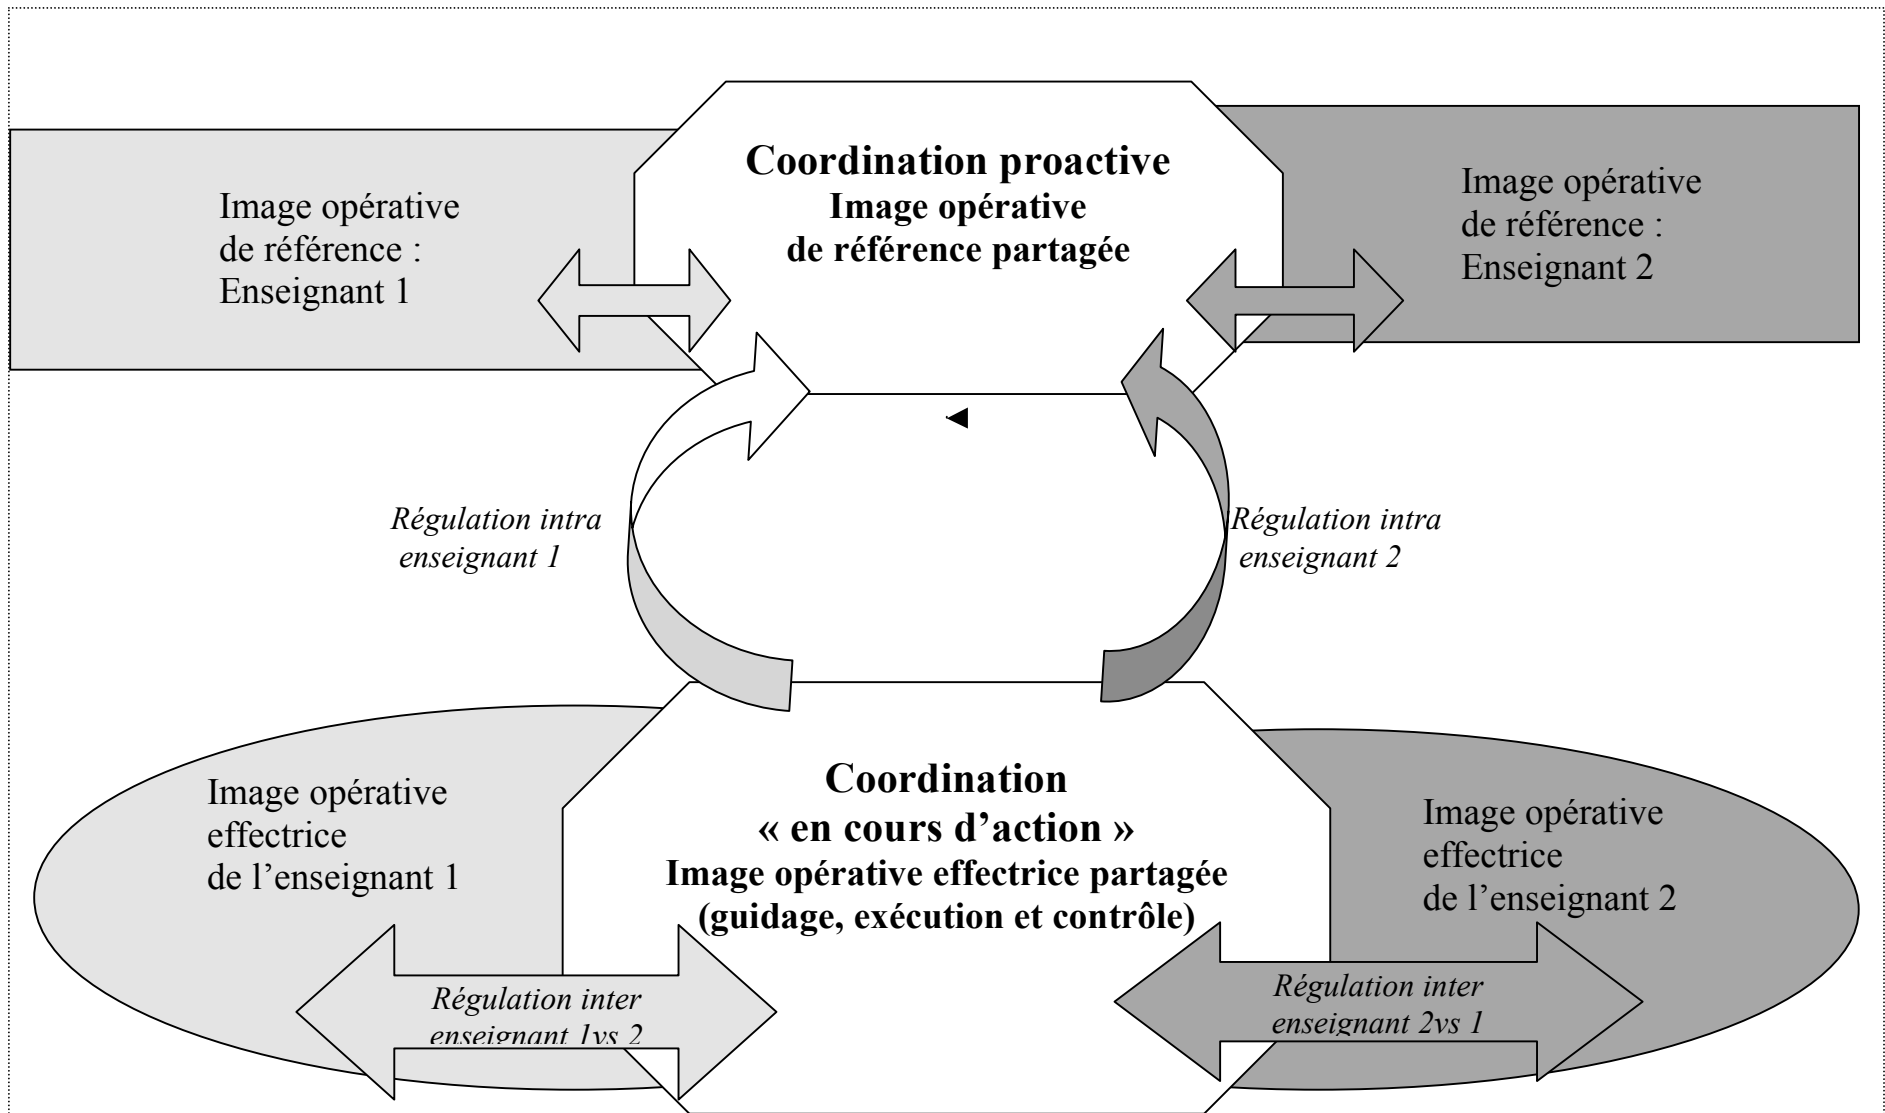 Coordination proactive
Image opérative
de référence partagée
Image opérative
de référence :
Enseignant 1
Image opérative
de référence :
Enseignant 2
Régulation intra
enseignant 1
Régulation intra
enseignant 2
Coordination
« en cours d’action »
Image opérative effectrice partagée
(guidage, exécution et contrôle)
Image opérative
effectrice
de l’enseignant 1
Image opérative
effectrice
de l’enseignant 2
Régulation inter
enseignant 1vs 2
Régulation inter
enseignant 2vs 1